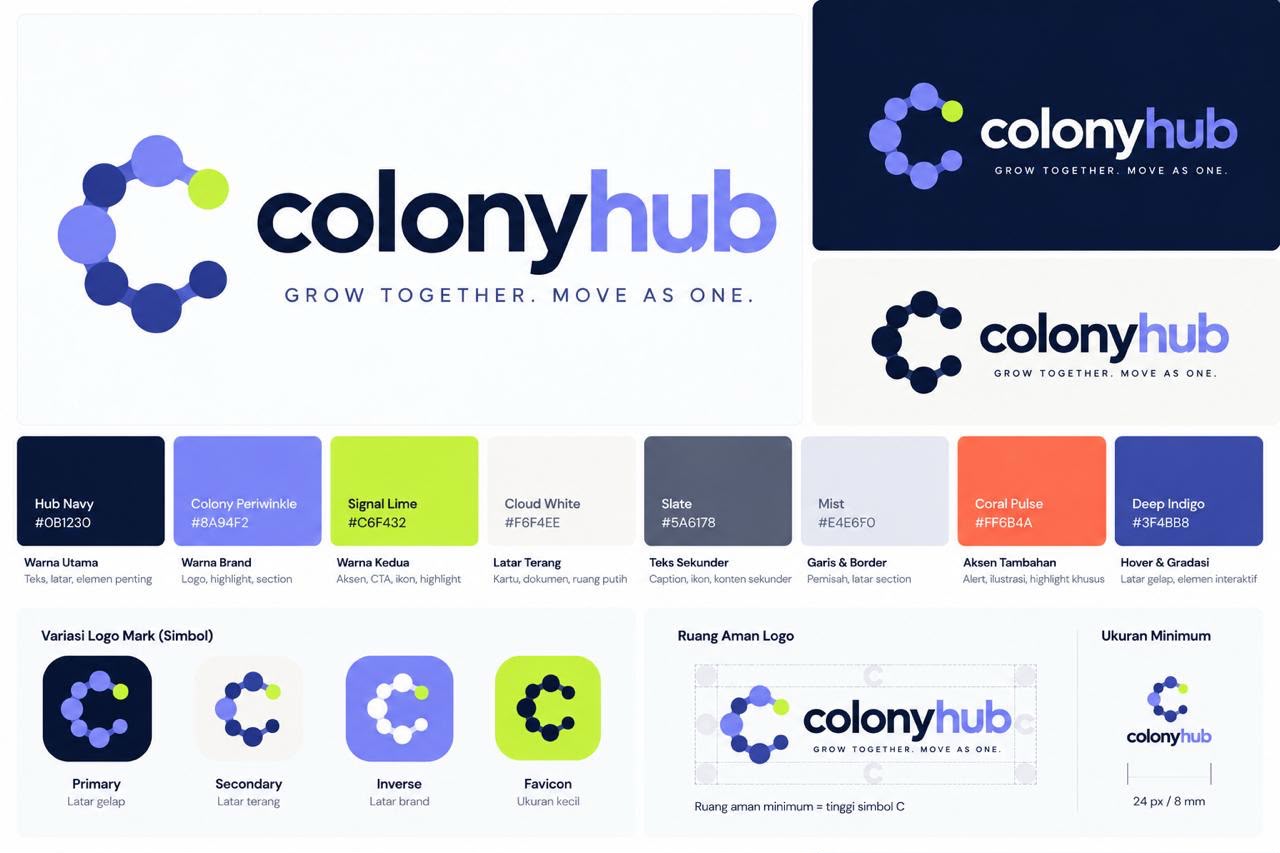 colonyhub
GROW TOGETHER. MOVE AS ONE.
colonyhub
GROW TOGETHER. MOVE AS ONE.
colonyhub
GROW TOGETHER. MOVE AS ONE.
Hub Navy
#0B1230
Warna Utama
Teks, latar, elemen penting
Colony Periwinkle
#8A94F2
Warna Brand
Logo, highlight, section
Signal Lime
#C6F432
Warna Kedua
Aksen, CTA, ikon, highlight
Cloud White
#F6F4EE
Latar Terang
Kartu, dokumen, ruang putih
Slate
#5A6178
Teks Sekunder
Caption, ikon, konten sekunder
Mist
#E4E6F0
Garis & Border
Pemisah, latar section
Coral Pulse
#FF6B4A
Aksen Tambahan
Alert, ilustrasi, highlight khusus
Deep Indigo
#3F4BB8
Hover & Gradasi
Latar gelap, elemen interaktif
Variasi Logo Mark (Simbol)
Primary
Latar gelap
Secondary
Latar terang
Inverse
Latar brand
Favicon
Ukuran kecil
Ruang Aman Logo
colonyhub
GROW TOGETHER. MOVE AS ONE.
Ruang aman minimum = tinggi simbol C
Ukuran Minimum
colonyhub
24 px / 8 mm